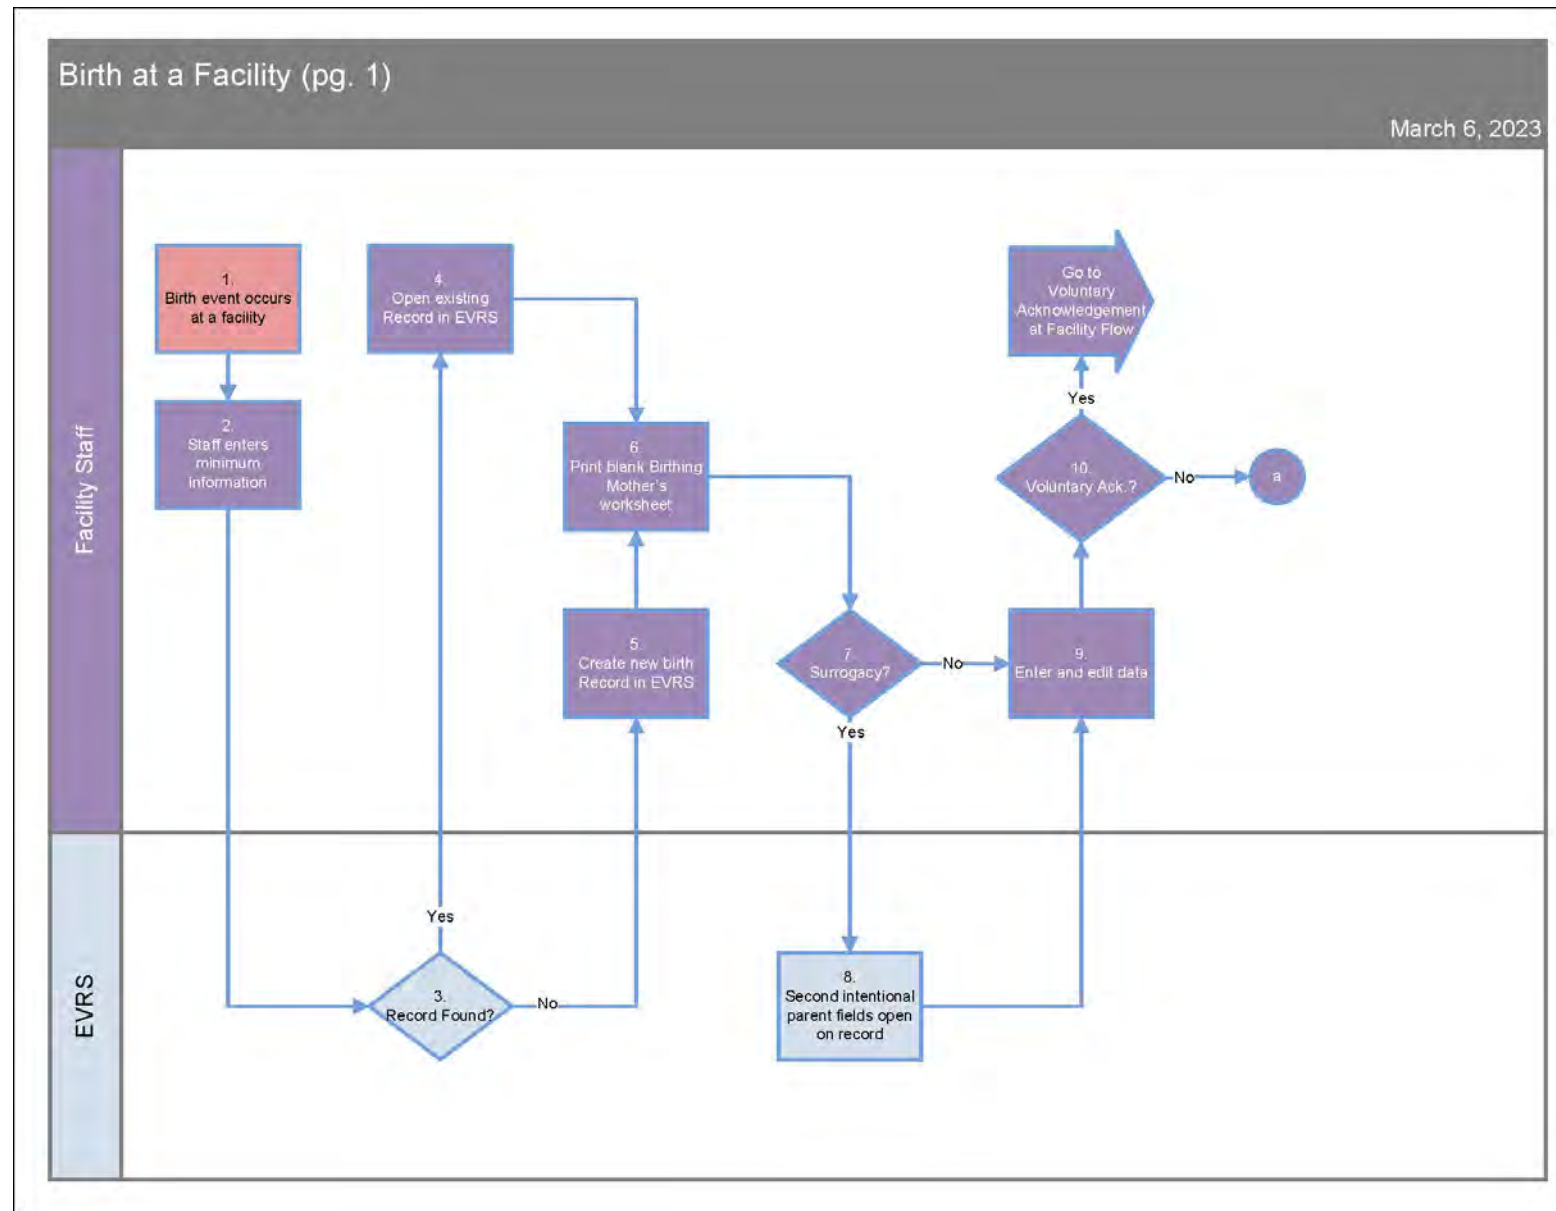 Birth at a Facility (pg. 1)
March 6, 2023
Facility Staff
1.
Birth event occurs
at a facility
2.
Staff enters
minimum
information
4.
Open existing
Record in EVRS
6.
Print blank Birthing
Mother's
worksheet
5.
Create new birth
Record in EVRS
7.
Surrogacy?
No
Yes
9.
Enter and edit data
10.
Voluntary Ack.?
Yes
No
a
Go to
Voluntary
Acknowledgement
at Facility Flow
EVRS
3.
Record Found?
Yes
No
8.
Second intentional
parent fields open
on record